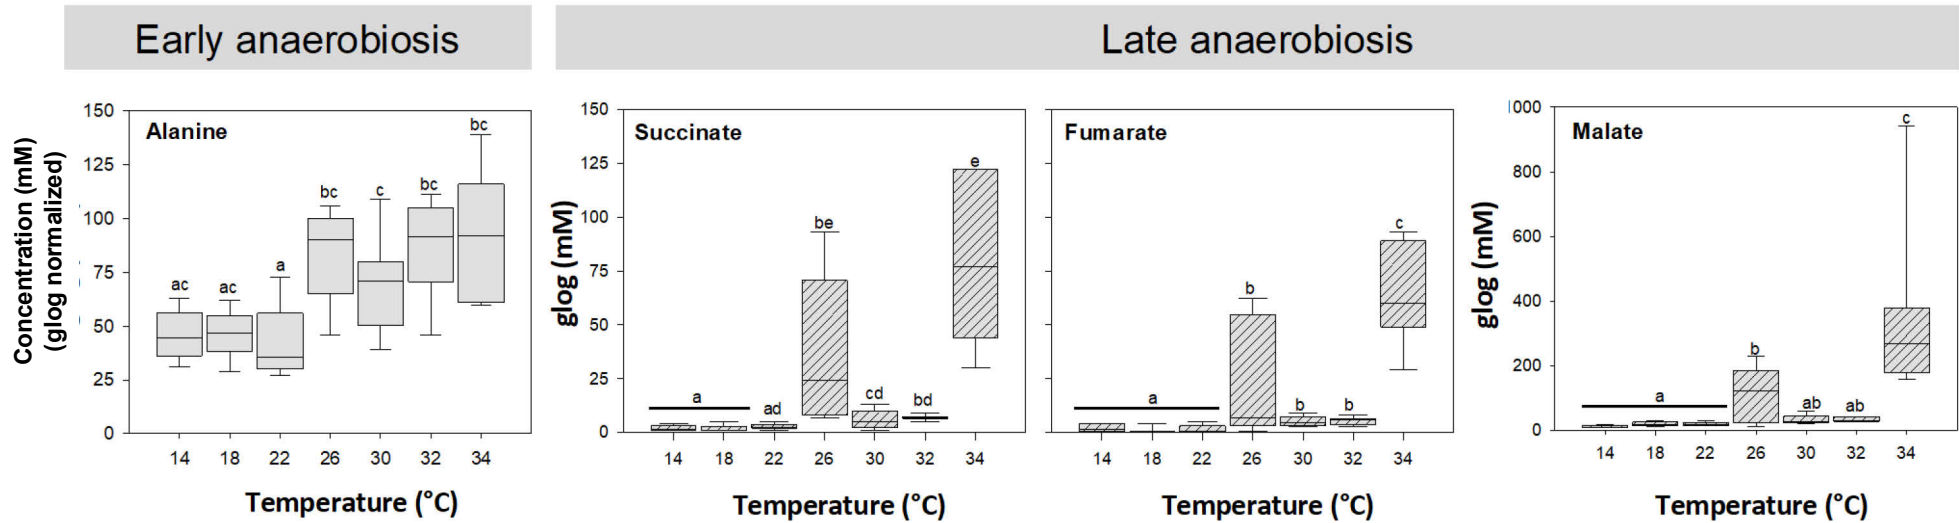 Early anaerobiosis
Late anaerobiosis
Concentration (mM)
(glog normalized)
150
125
100
75
50
25
0
Alanine
ac
ac
a
bc
c
bc
bc
14 18 22 26 30 32 34
Temperature (°C)
glog (mM)
150
125
100
75
50
25
0
Succinate
a
ad
be
cd
bd
e
14 18 22 26 30 32 34
Temperature (°C)
Fumarate
a
b
b
b
c
14 18 22 26 30 32 34
Temperature (°C)
glog (mM)
1000
800
600
400
200
0
Malate
a
b
ab
ab
c
14 18 22 26 30 32 34
Temperature (°C)